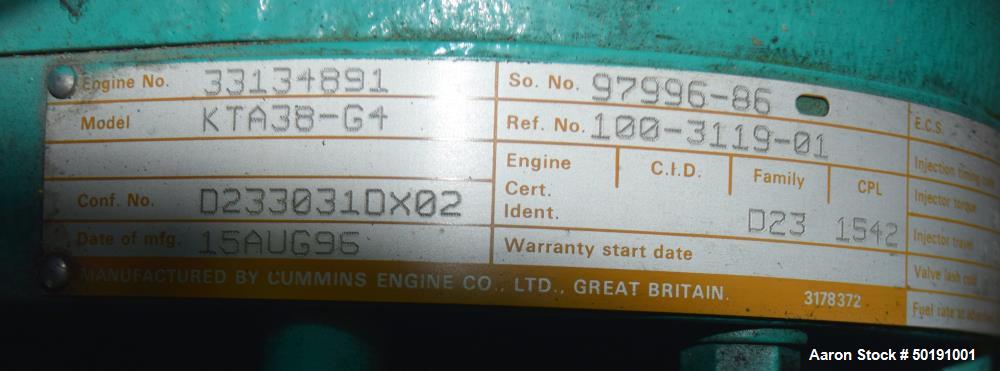 Engine No. 33134891
Model KTA38-G4
Conf. No. D233031DX02
Date of mfg. 15AUG96
So. No. 97996-86
Ref. No. 100-3119-01
Engine Cert. Ident.
C.I.D.
Family D23
CPL 1542
Warranty start date
MANUFACTURED BY CUMMINS ENGINE CO., LTD., GREAT BRITAIN. 3178372
E.C.S.
Injection timing
Injector torque
Injector travel
Valve lash cold
Fuel rate at
Aaron Stock # 50191001